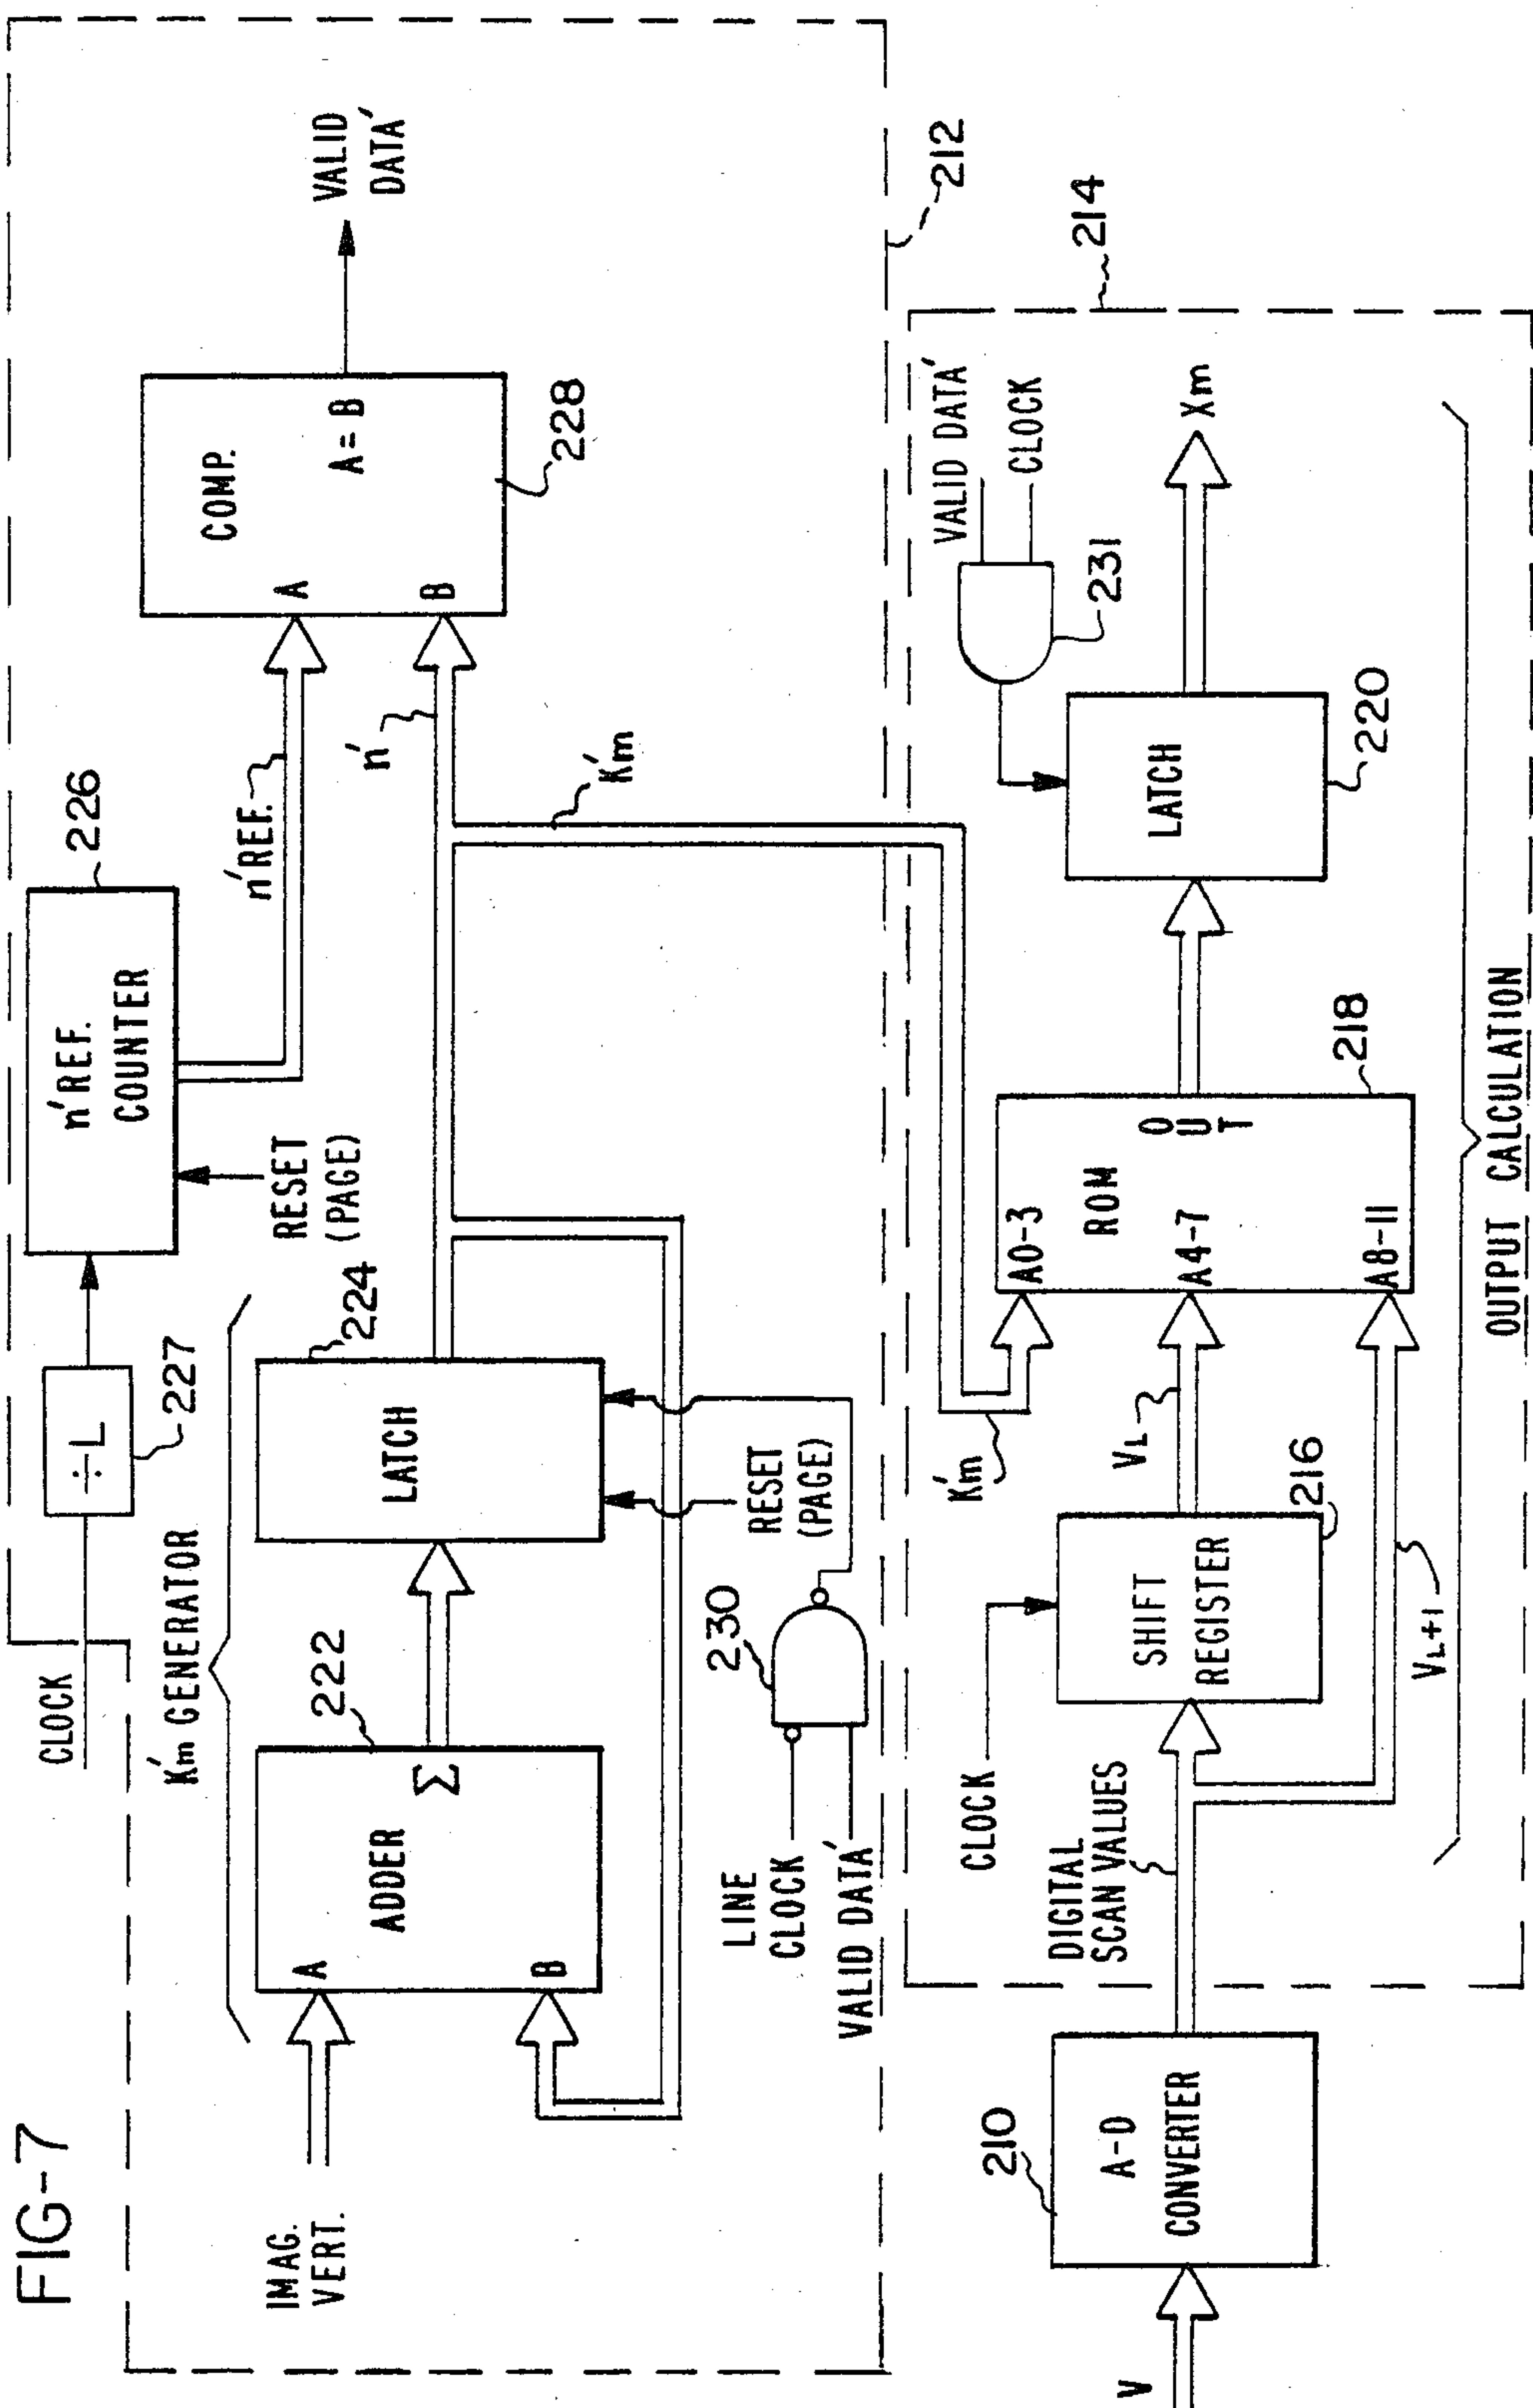 FIG-7
CLOCK
÷L
227
n'REF.
COUNTER
226
RESET
(PAGE)
n'REF.
K'm GENERATOR
IMAG.
VERT.
A
B
ADDER
Σ
222
LATCH
224
RESET
(PAGE)
LINE
CLOCK
VALID DATA'
230
n'
K'm
A
B
COMP.
A=B
228
VALID
DATA'
212
V
A-D
CONVERTER
210
DIGITAL
SCAN VALUES
CLOCK
SHIFT
REGISTER
216
VL
VL+1
K'm
A0-3
A4-7
A8-11
ROM
OUT
218
LATCH
220
VALID DATA'
CLOCK
231
Xm
214
OUTPUT CALCULATION